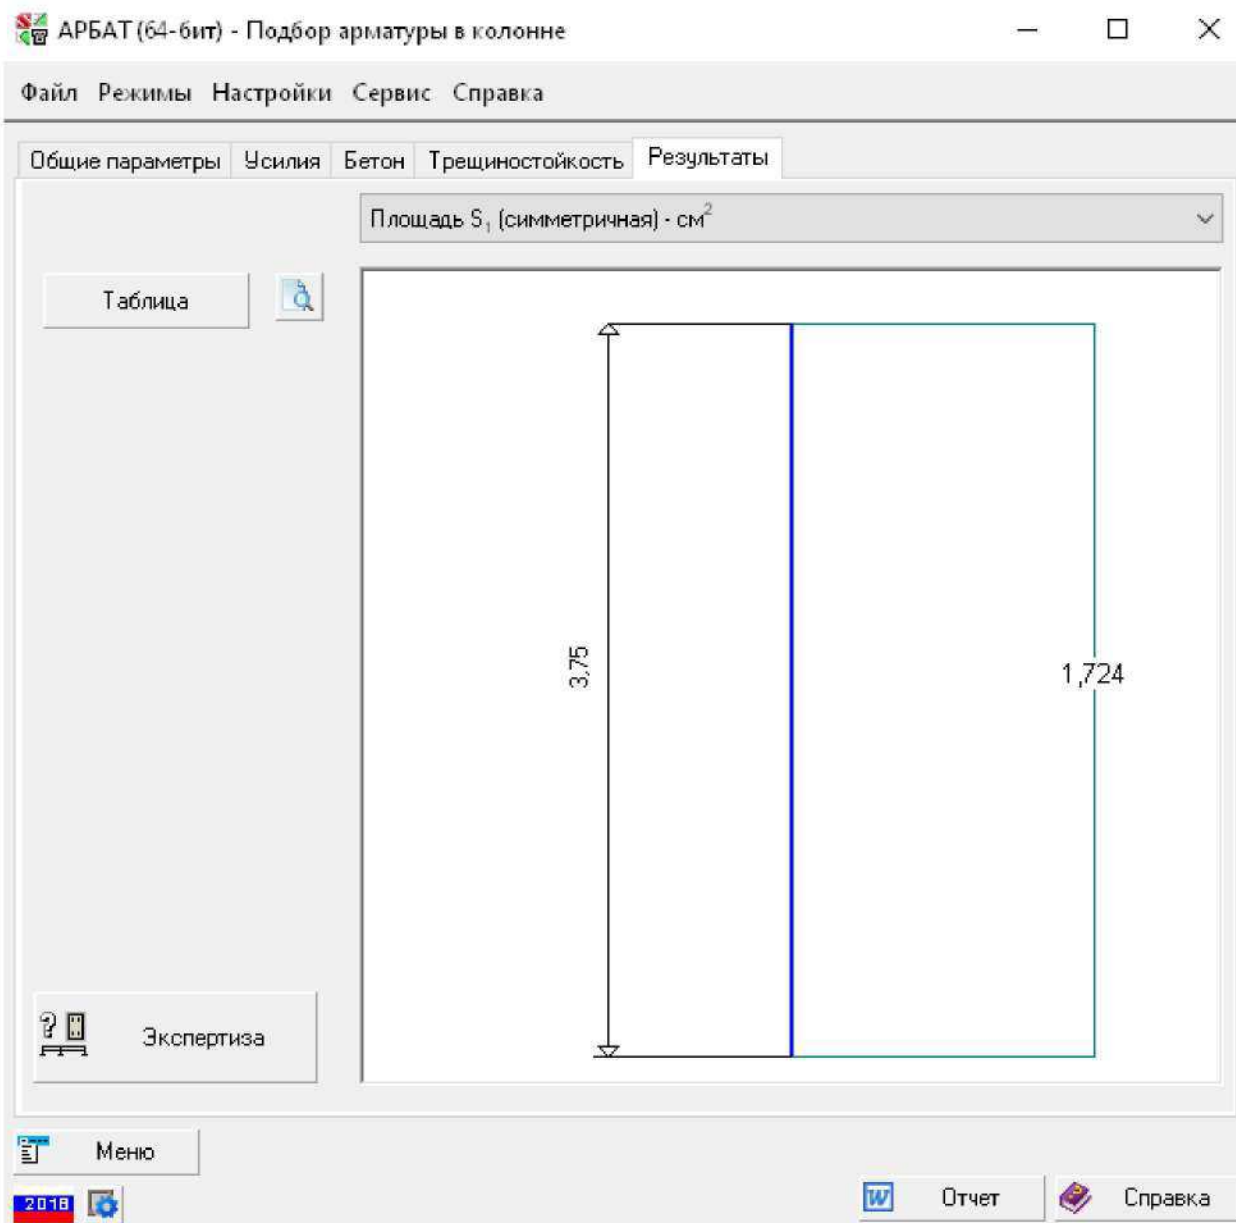 АРБАТ (64-бит) - Подбор арматуры в колонне
Файл Режимы Настройки Сервис Справка
Общие параметры Усилия Бетон Трещиностойкость Результаты
Площадь S₁ (симметричная) - см²
Таблица
3,75
1,724
Экспертиза
Меню
2018
Отчет
Справка